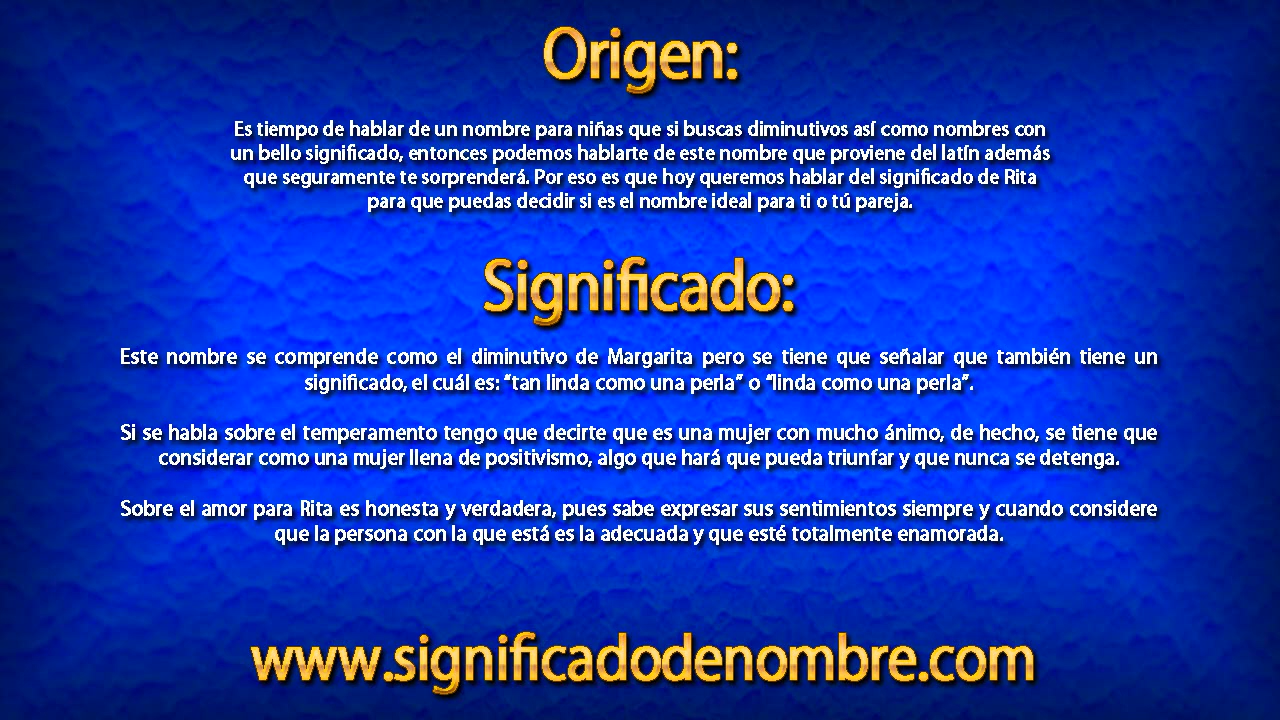 Origen:
Es tiempo de hablar de un nombre para niñas que si buscas diminutivos así como nombres con
un bello significado, entonces podemos hablarte de este nombre que proviene del latín además
que seguramente te sorprenderá. Por eso es que hoy queremos hablar del significado de Rita
para que puedas decidir si es el nombre ideal para ti o tú pareja.
Significado:
Este nombre se comprende como el diminutivo de Margarita pero se tiene que señalar que también tiene un
significado, el cuál es: “tan linda como una perla” o “linda como una perla”.
Si se habla sobre el temperamento tengo que decirte que es una mujer con mucho ánimo, de hecho, se tiene que
considerar como una mujer llena de positivismo, algo que hará que pueda triunfar y que nunca se detenga.
Sobre el amor para Rita es honesta y verdadera, pues sabe expresar sus sentimientos siempre y cuando considere
que la persona con la que está es la adecuada y que esté totalmente enamorada.
www.significadodenombre.com